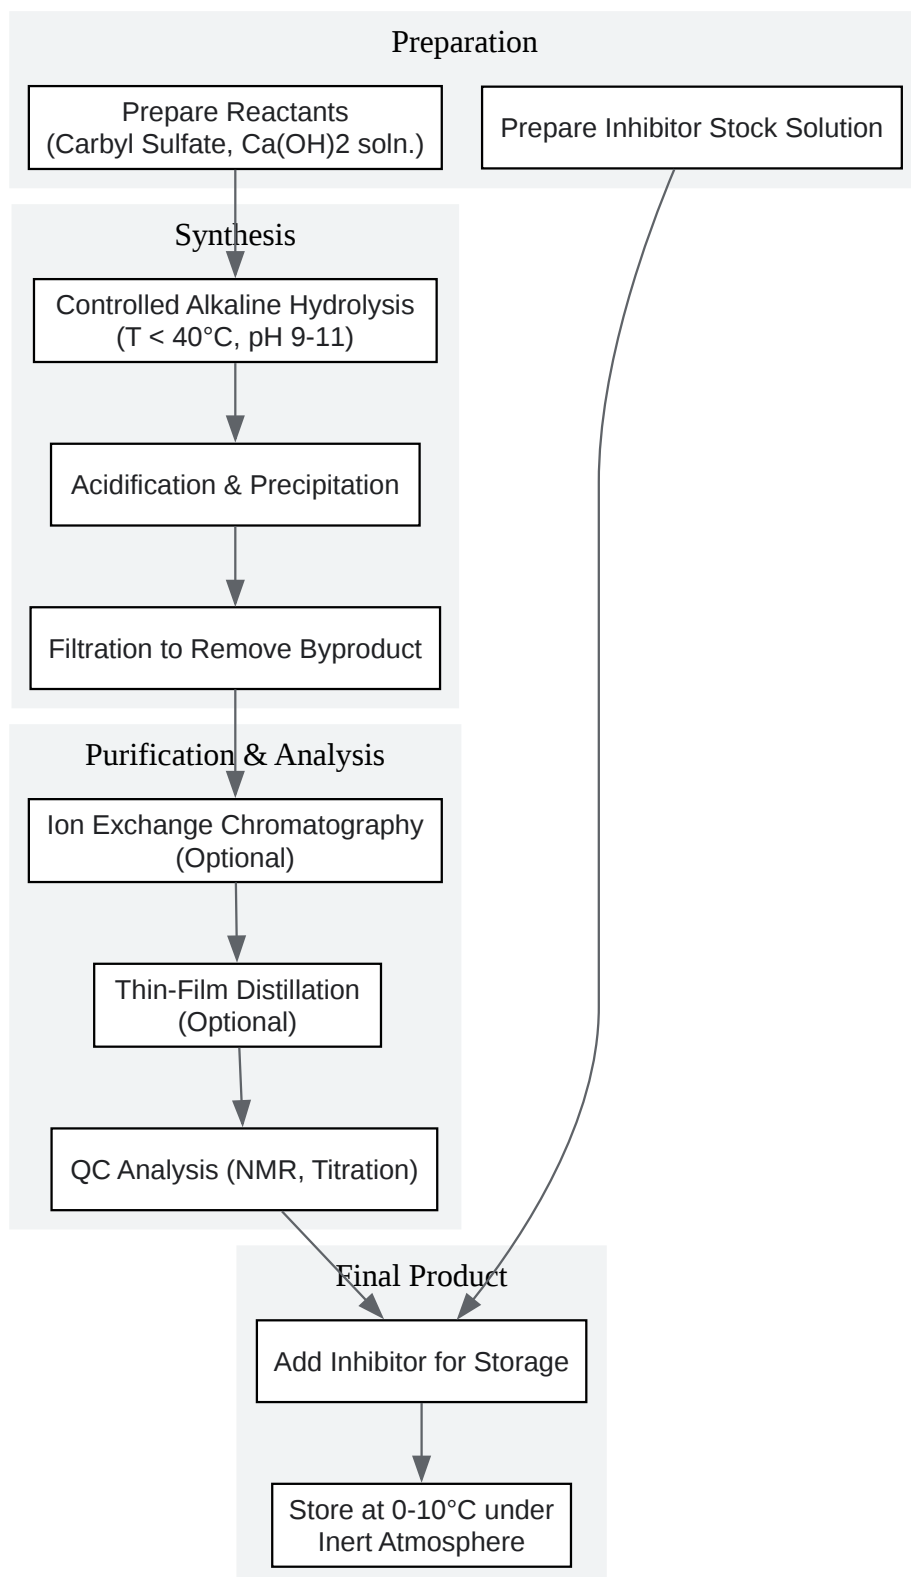 Preparation
Prepare Reactants
(Carbyl Sulfate, Ca(OH)2 soln.)
Prepare Inhibitor Stock Solution
Synthesis
Controlled Alkaline Hydrolysis
(T < 40°C, pH 9-11)
Acidification & Precipitation
Filtration to Remove Byproduct
Purification & Analysis
Ion Exchange Chromatography
(Optional)
Thin-Film Distillation
(Optional)
QC Analysis (NMR, Titration)
Final Product
Add Inhibitor for Storage
Store at 0-10°C under
Inert Atmosphere